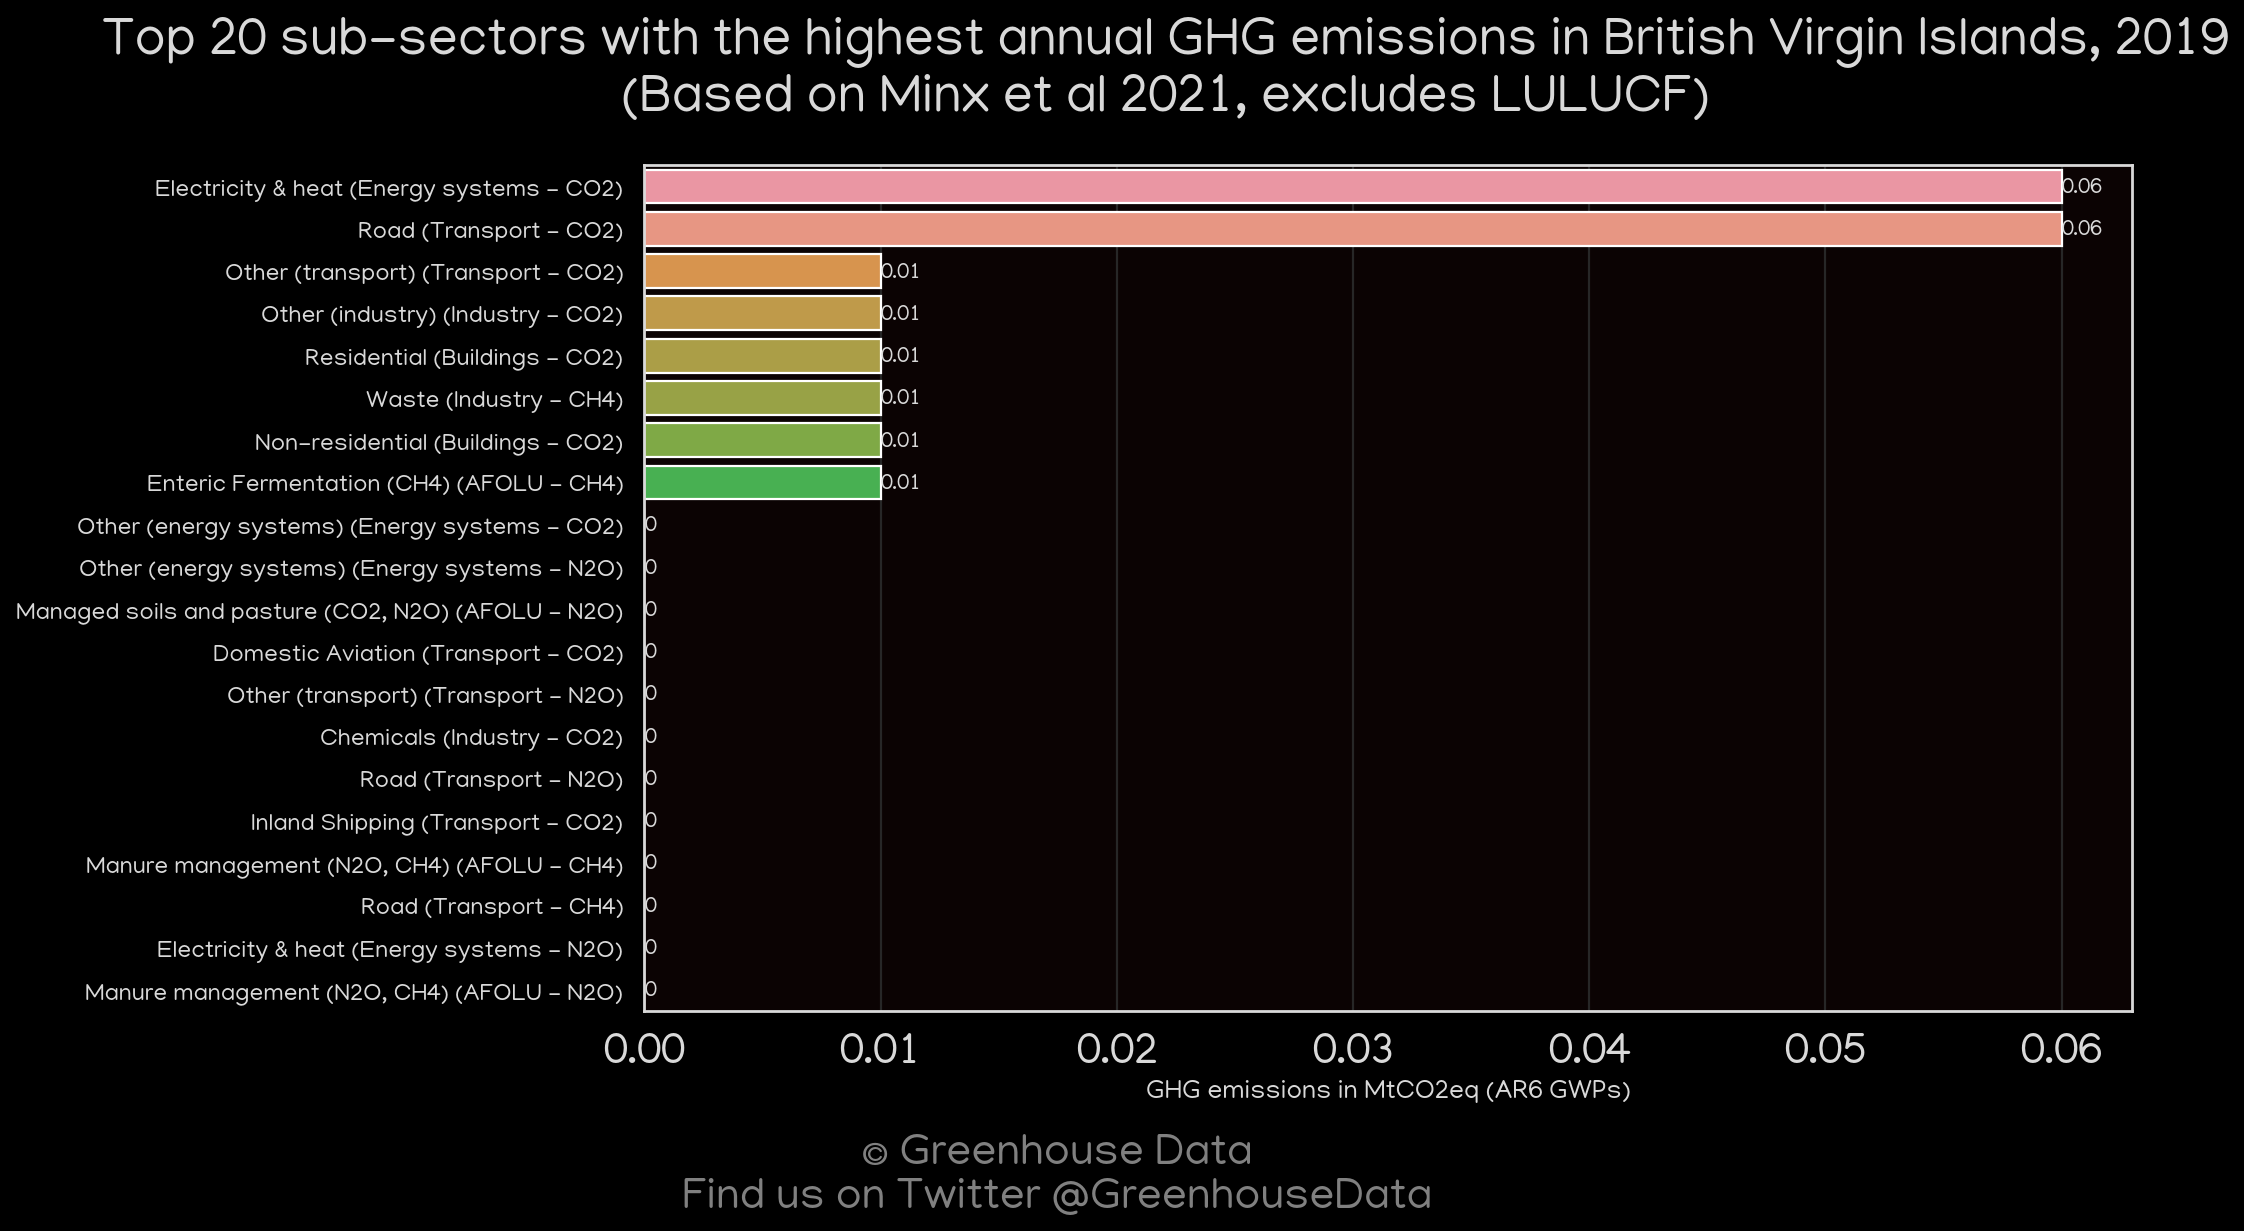 Top 20 sub-sectors with the highest annual GHG emissions in British Virgin Islands, 2019
(Based on Minx et al 2021, excludes LULUCF)
Electricity & heat (Energy systems - CO2) 0.06
Road (Transport - CO2) 0.06
Other (transport) (Transport - CO2) 0.01
Other (industry) (Industry - CO2) 0.01
Residential (Buildings - CO2) 0.01
Waste (Industry - CH4) 0.01
Non-residential (Buildings - CO2) 0.01
Enteric Fermentation (CH4) (AFOLU - CH4) 0.01
Other (energy systems) (Energy systems - CO2) 0
Other (energy systems) (Energy systems - N2O) 0
Managed soils and pasture (CO2, N2O) (AFOLU - N2O) 0
Domestic Aviation (Transport - CO2) 0
Other (transport) (Transport - N2O) 0
Chemicals (Industry - CO2) 0
Road (Transport - N2O) 0
Inland Shipping (Transport - CO2) 0
Manure management (N2O, CH4) (AFOLU - CH4) 0
Road (Transport - CH4) 0
Electricity & heat (Energy systems - N2O) 0
Manure management (N2O, CH4) (AFOLU - N2O) 0
0.00 0.01 0.02 0.03 0.04 0.05 0.06
GHG emissions in MtCO2eq (AR6 GWPs)
© Greenhouse Data
Find us on Twitter @GreenhouseData